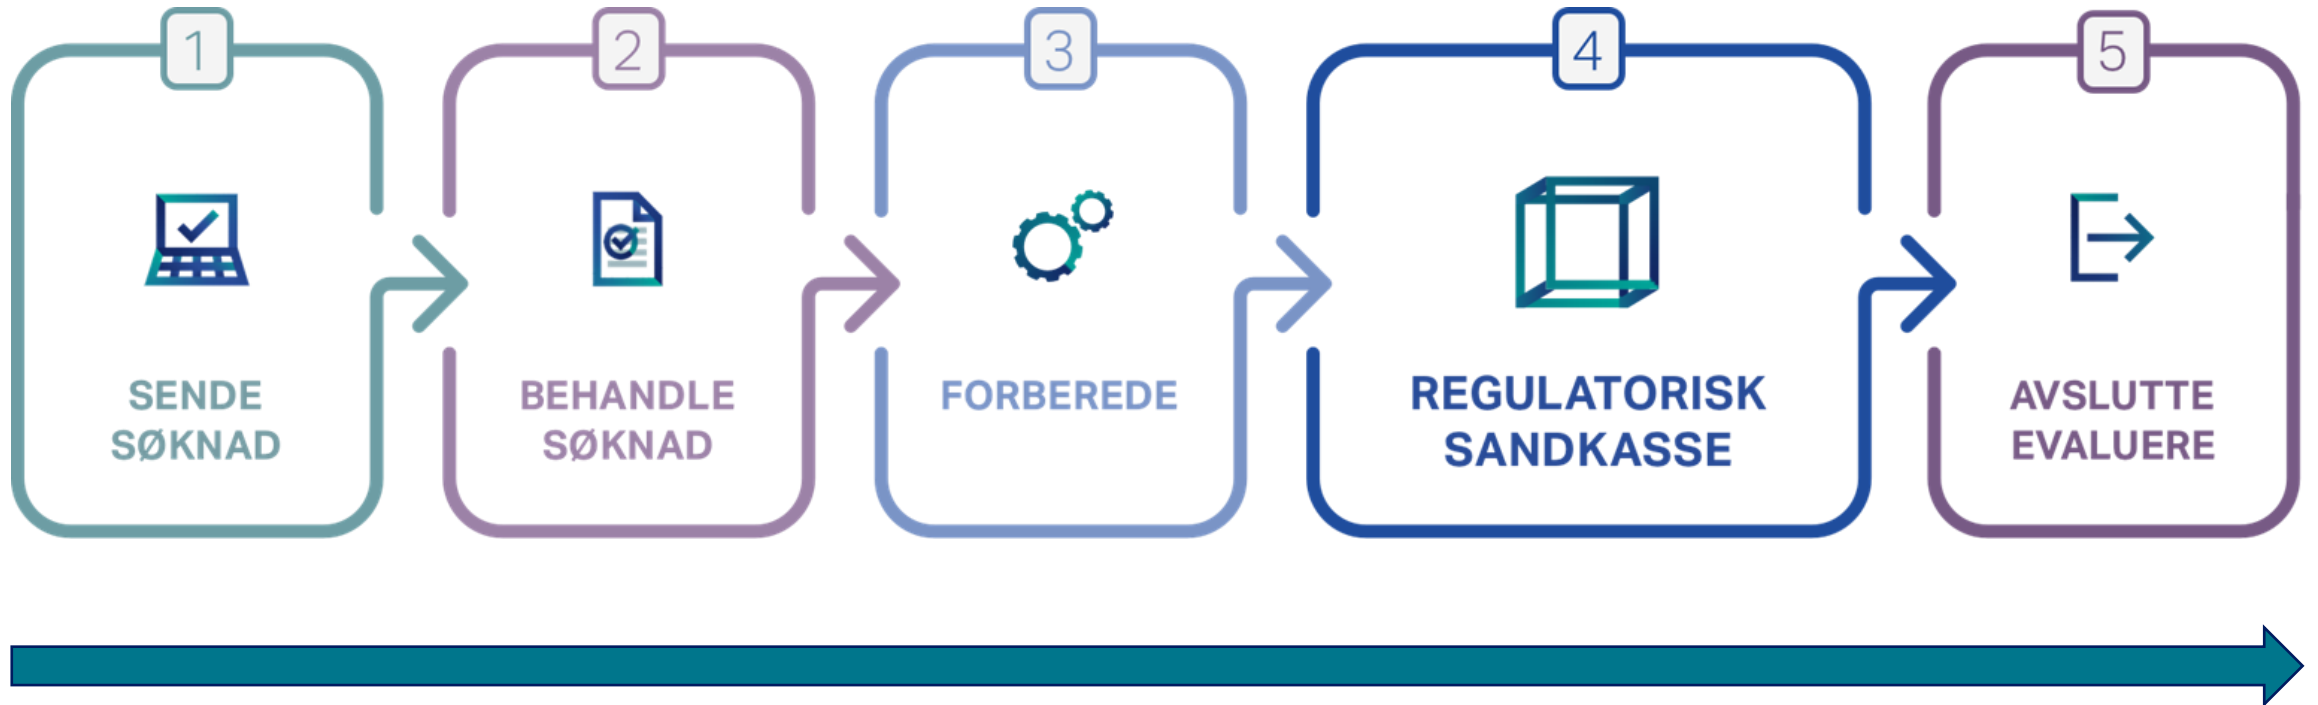 1
SENDE
SØKNAD
2
BEHANDLE
SØKNAD
3
FORBEREDE
4
REGULATORISK
SANDKASSE
5
AVSLUTTE
EVALUERE